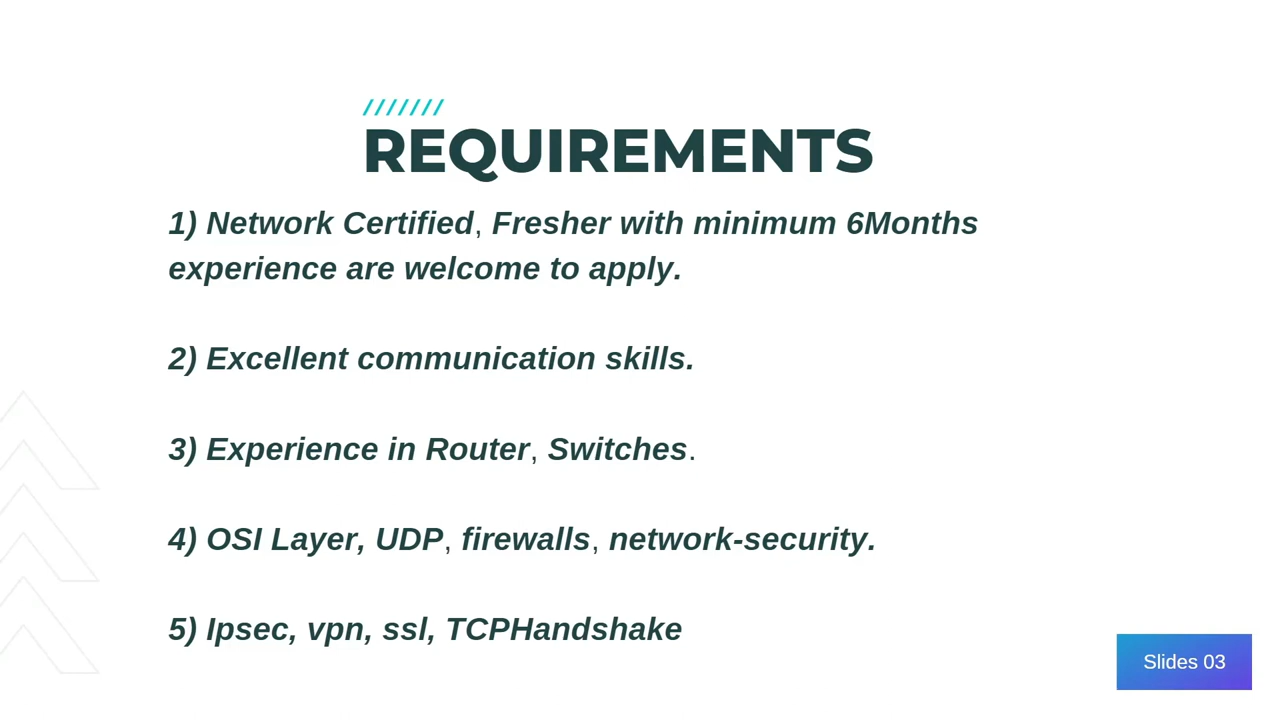 ///////
REQUIREMENTS
1) Network Certified, Fresher with minimum 6Months
experience are welcome to apply.
2) Excellent communication skills.
3) Experience in Router, Switches.
4) OSI Layer, UDP, firewalls, network-security.
5) Ipsec, vpn, ssl, TCPHandshake
Slides 03